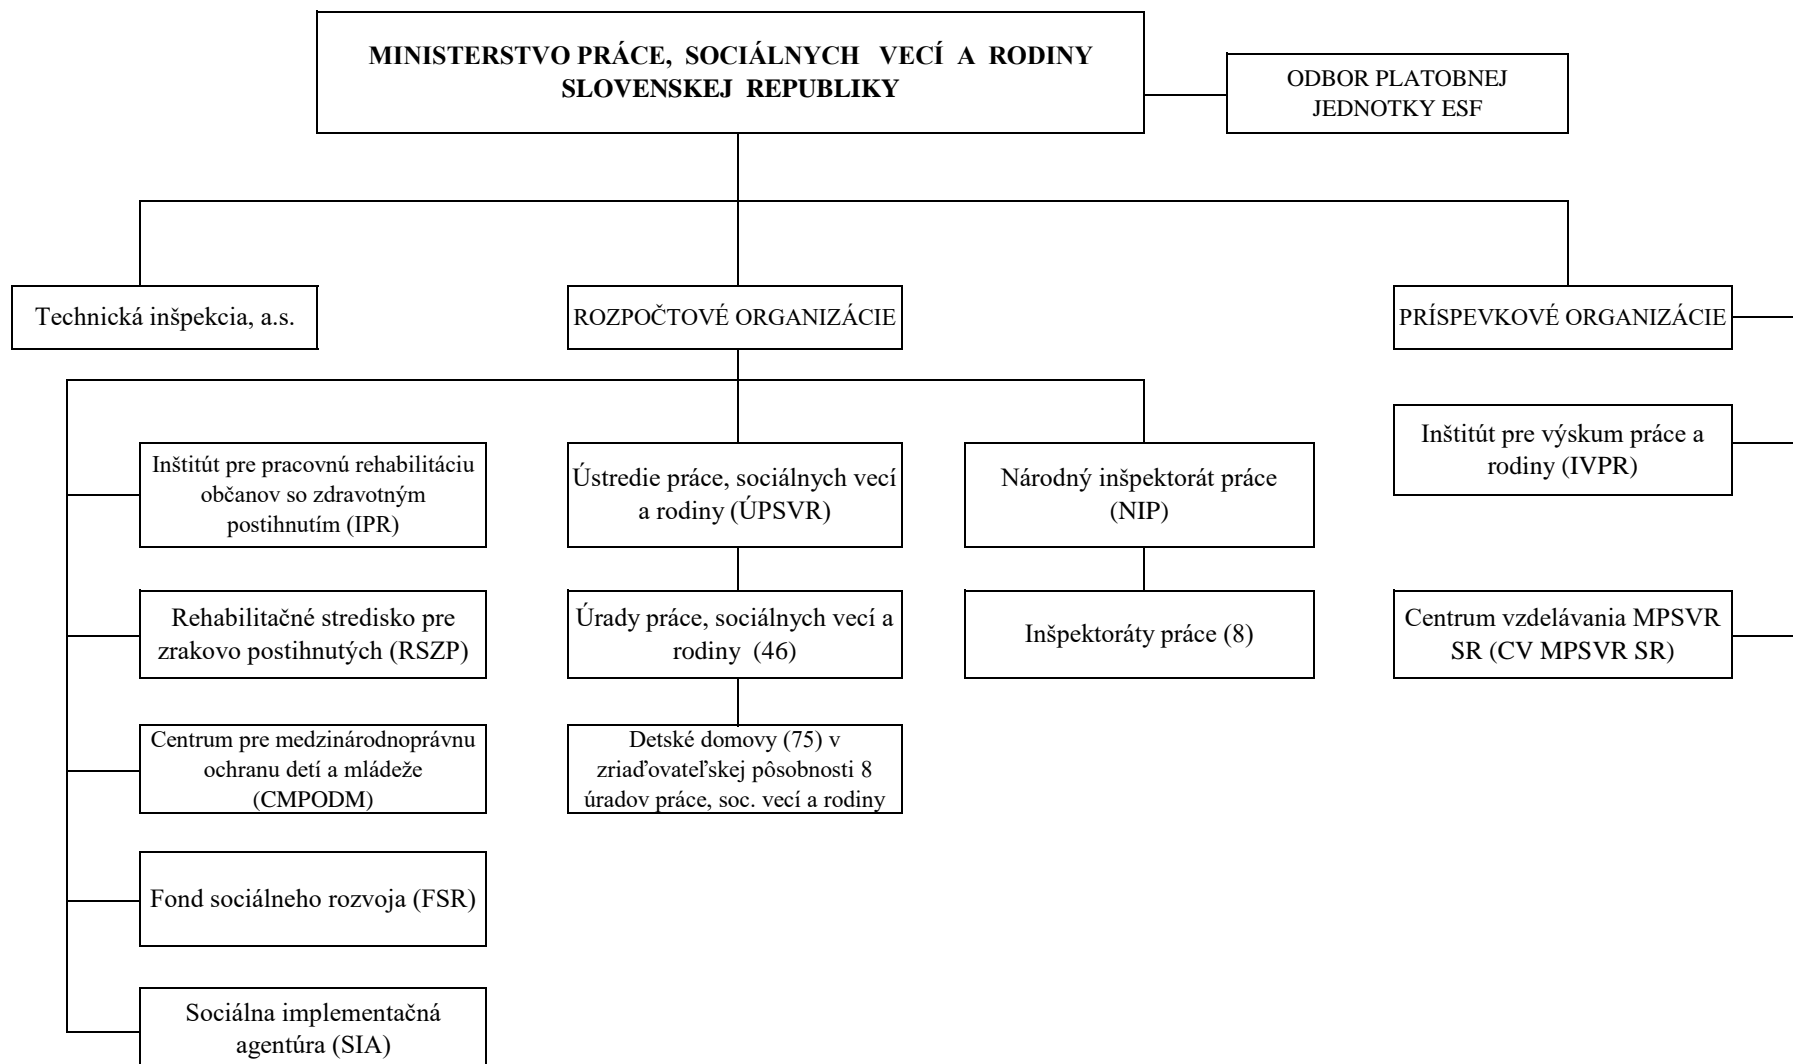 MINISTERSTVO PRÁCE, SOCIÁLNYCH VECÍ A RODINY
SLOVENSKEJ REPUBLIKY
ODBOR PLATOBNEJ
JEDNOTKY ESF
Technická inšpekcia, a.s.
ROZPOČTOVÉ ORGANIZÁCIE
PRÍSPEVKOVÉ ORGANIZÁCIE
Inštitút pre pracovnú rehabilitáciu
občanov so zdravotným
postihnutím (IPR)
Ústredie práce, sociálnych vecí
a rodiny (ÚPSVR)
Národný inšpektorát práce
(NIP)
Inštitút pre výskum práce a
rodiny (IVPR)
Rehabilitačné stredisko pre
zrakovo postihnutých (RSZP)
Úrady práce, sociálnych vecí a
rodiny (46)
Inšpektoráty práce (8)
Centrum vzdelávania MPSVR
SR (CV MPSVR SR)
Centrum pre medzinárodnoprávnu
ochranu detí a mládeže
(CMPODM)
Detské domovy (75) v
zriaďovateľskej pôsobnosti 8
úradov práce, soc. vecí a rodiny
Fond sociálneho rozvoja (FSR)
Sociálna implementačná
agentúra (SIA)